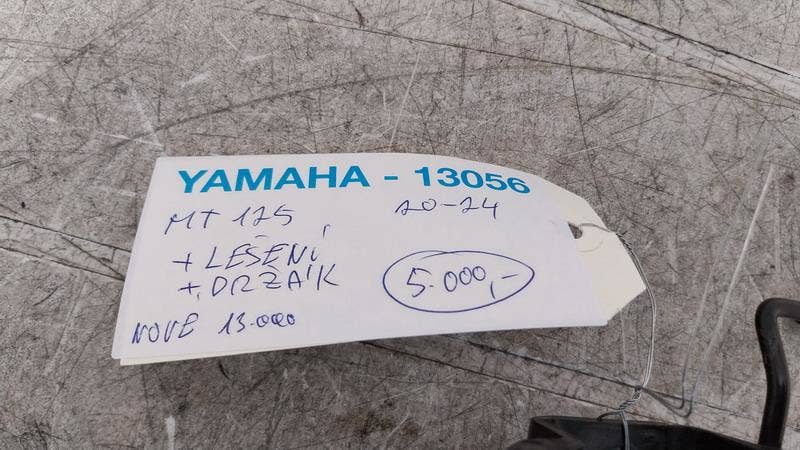 YAMAHA - 13056
MT 125 20-24
+ LEŠENÍ
+ DRŽÁK 5.000,-
NOVÉ 13.000